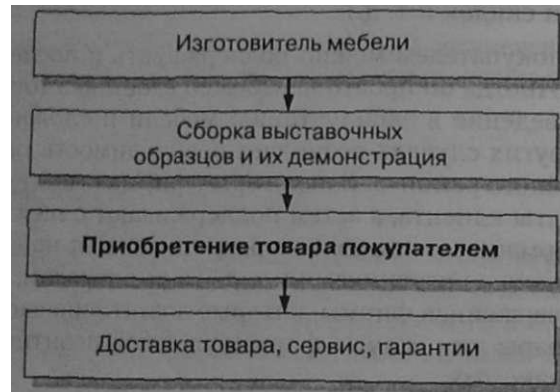 Изготовитель мебели
Сборка выставочных
образцов и их демонстрация
Приобретение товара покупателем
Доставка товара, сервис, гарантии